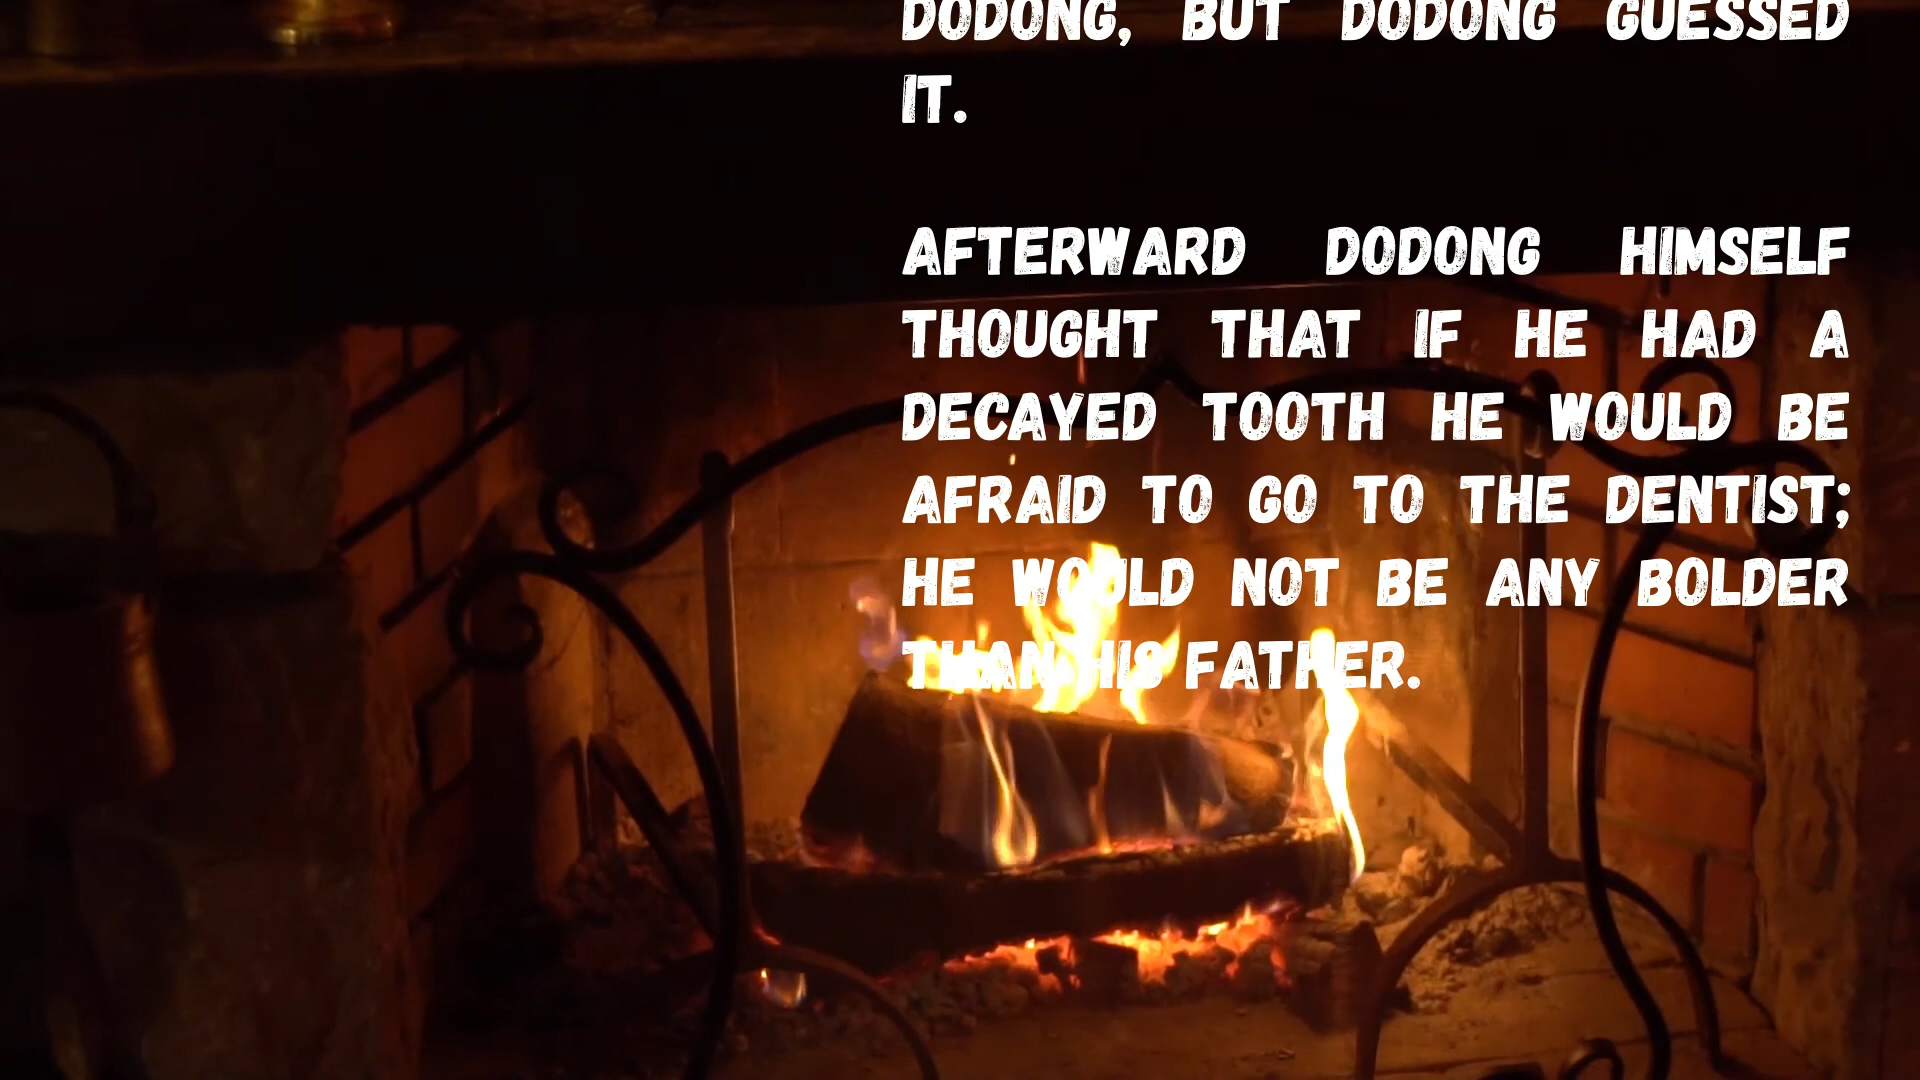 DODONG, BUT DODONG GUESSED
IT.
AFTERWARD DODONG HIMSELF
THOUGHT THAT IF HE HAD A
DECAYED TOOTH HE WOULD BE
AFRAID TO GO TO THE DENTIST;
HE WOULD NOT BE ANY BOLDER
THAN HIS FATHER.